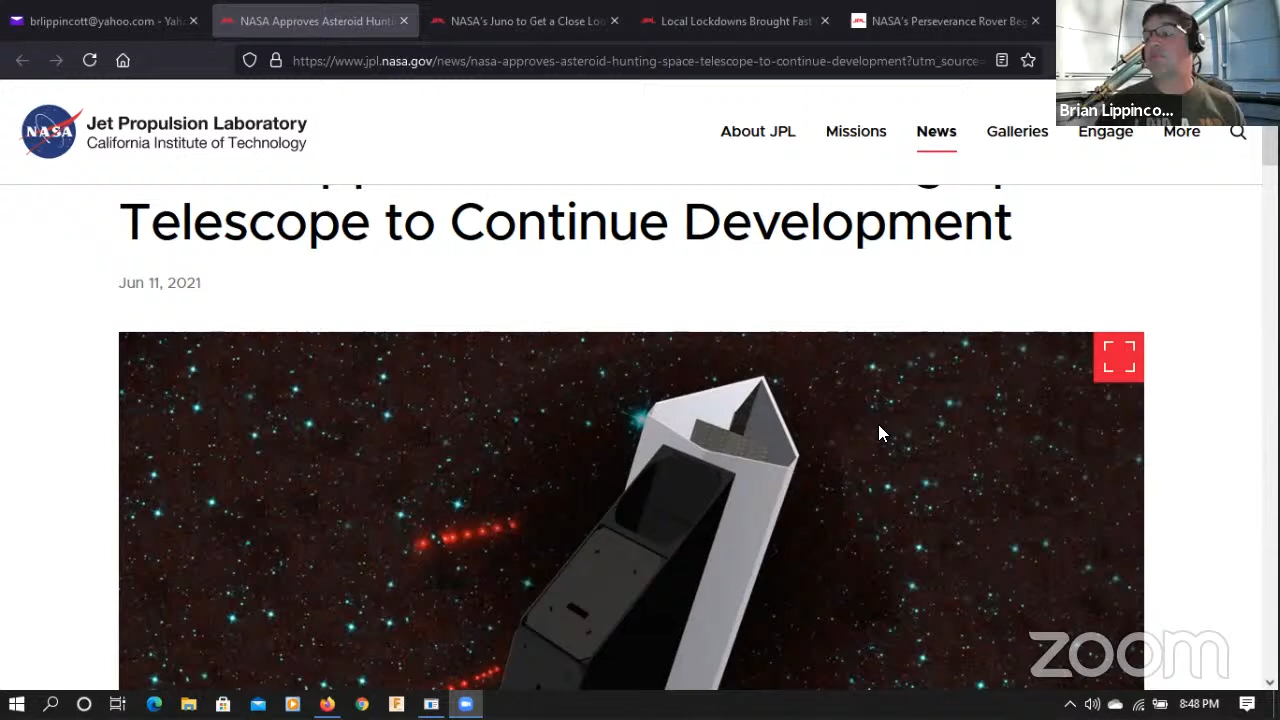 brlippincott@yahoo.com - Yah
NASA Approves Asteroid Hunti
NASA's Juno to Get a Close Loo
Local Lockdowns Brought Fast
NASA's Perseverance Rover Beg
https://www.jpl.nasa.gov/news/nasa-approves-asteroid-hunting-space-telescope-to-continue-development?utm_source=
Brian Lippinco...
NASA
Jet Propulsion Laboratory
California Institute of Technology
About JPL
Missions
News
Galleries
Engage
More
Telescope to Continue Development
Jun 11, 2021
zoom
8:48 PM